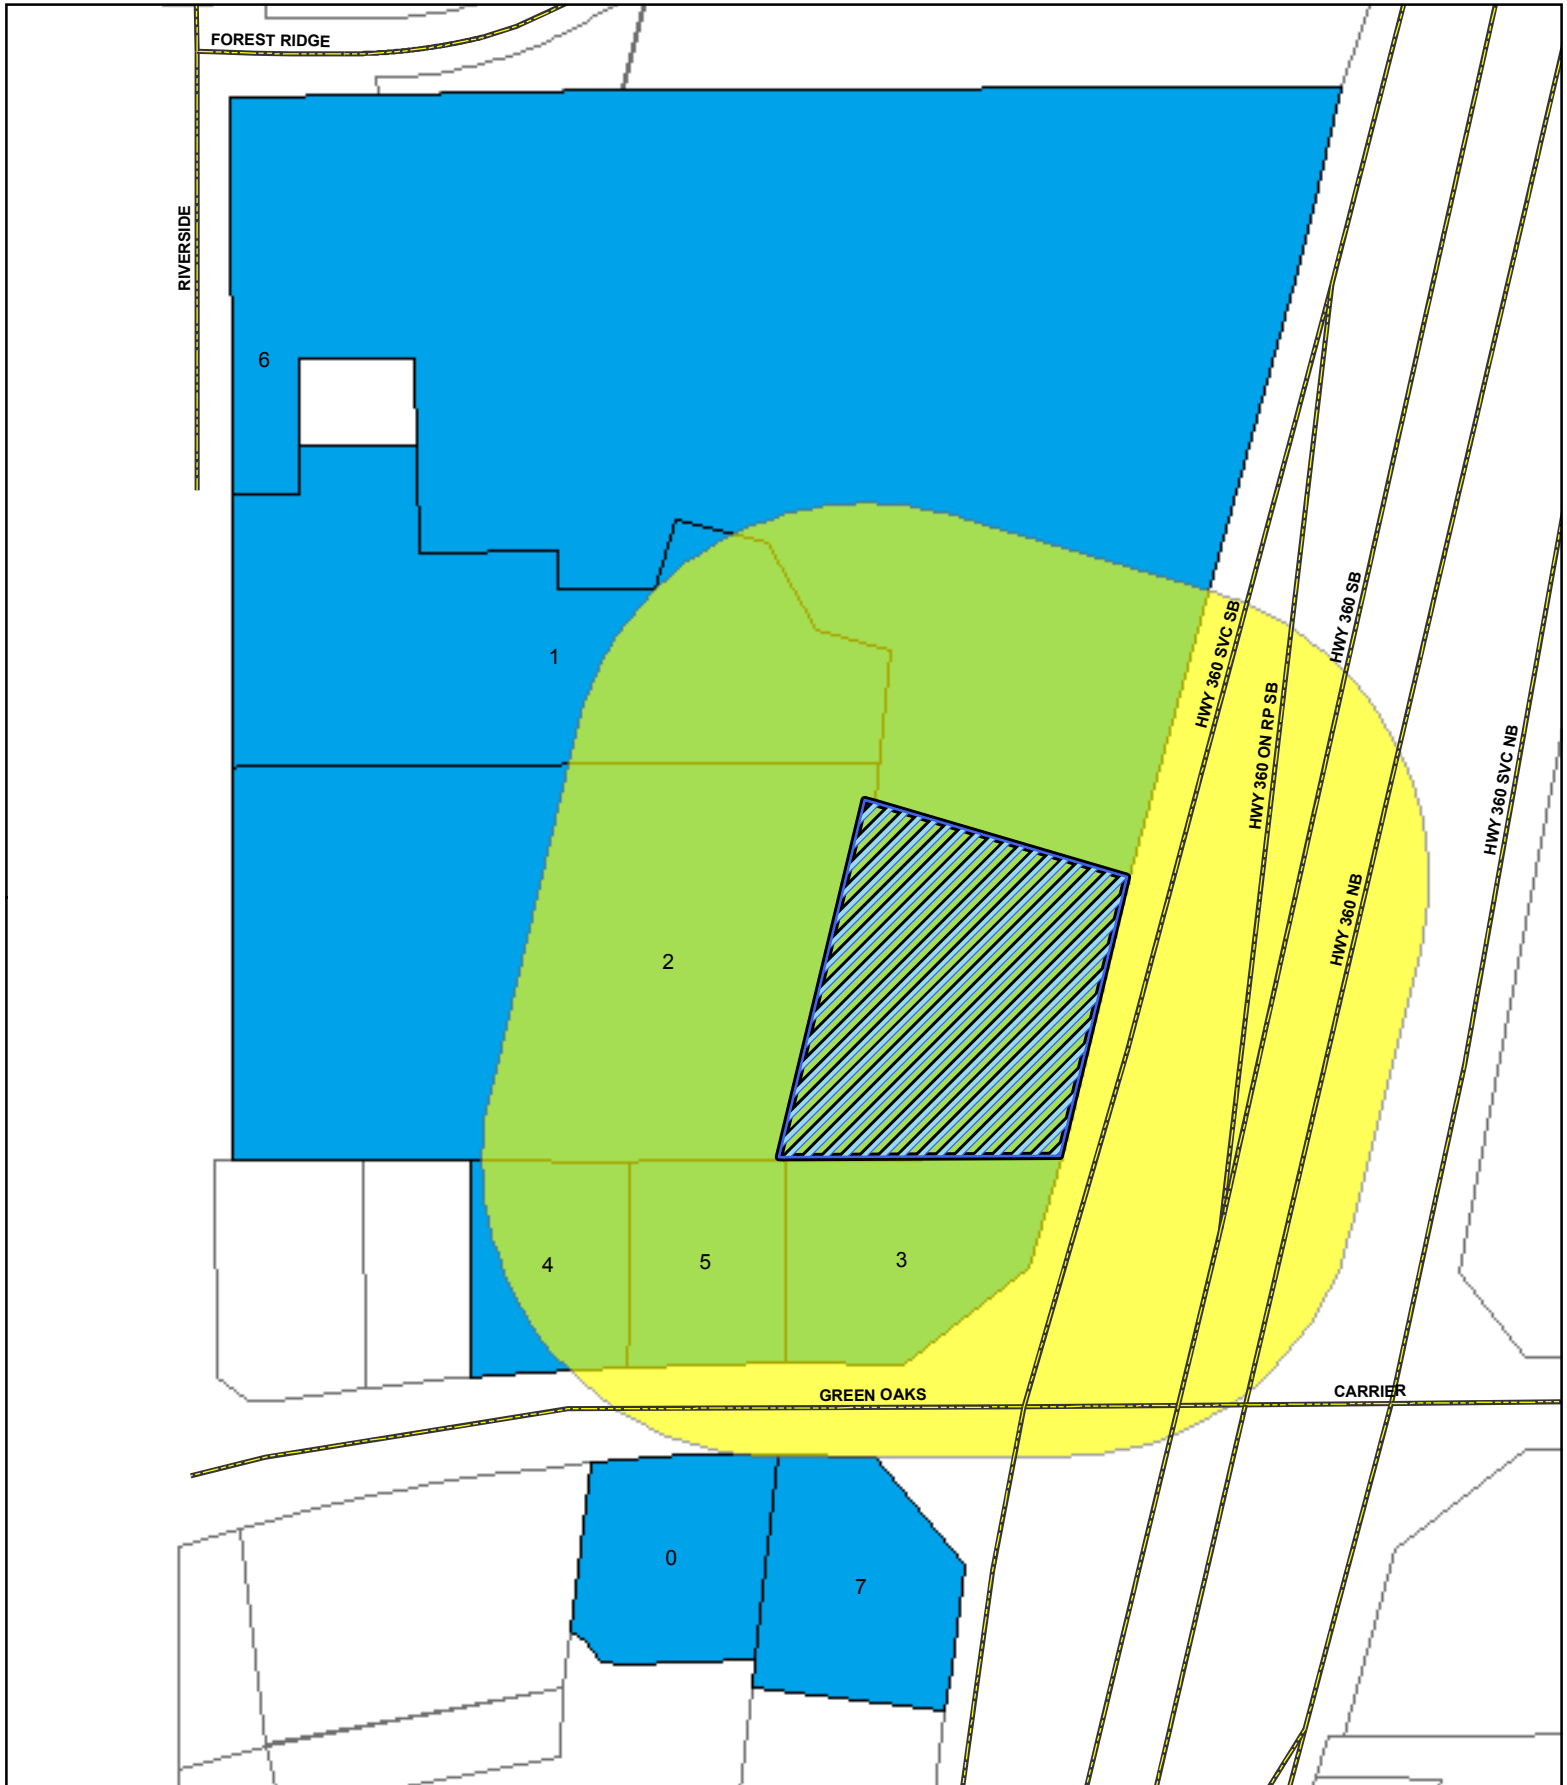 FOREST RIDGE
RIVERSIDE
6
HWY 360 SVC SB
HWY 360 SB
1
HWY 360 ON RP SB
HWY 360 SVC NB
HWY 360 NB
2
4
5
3
GREEN OAKS
CARRIER
0
7